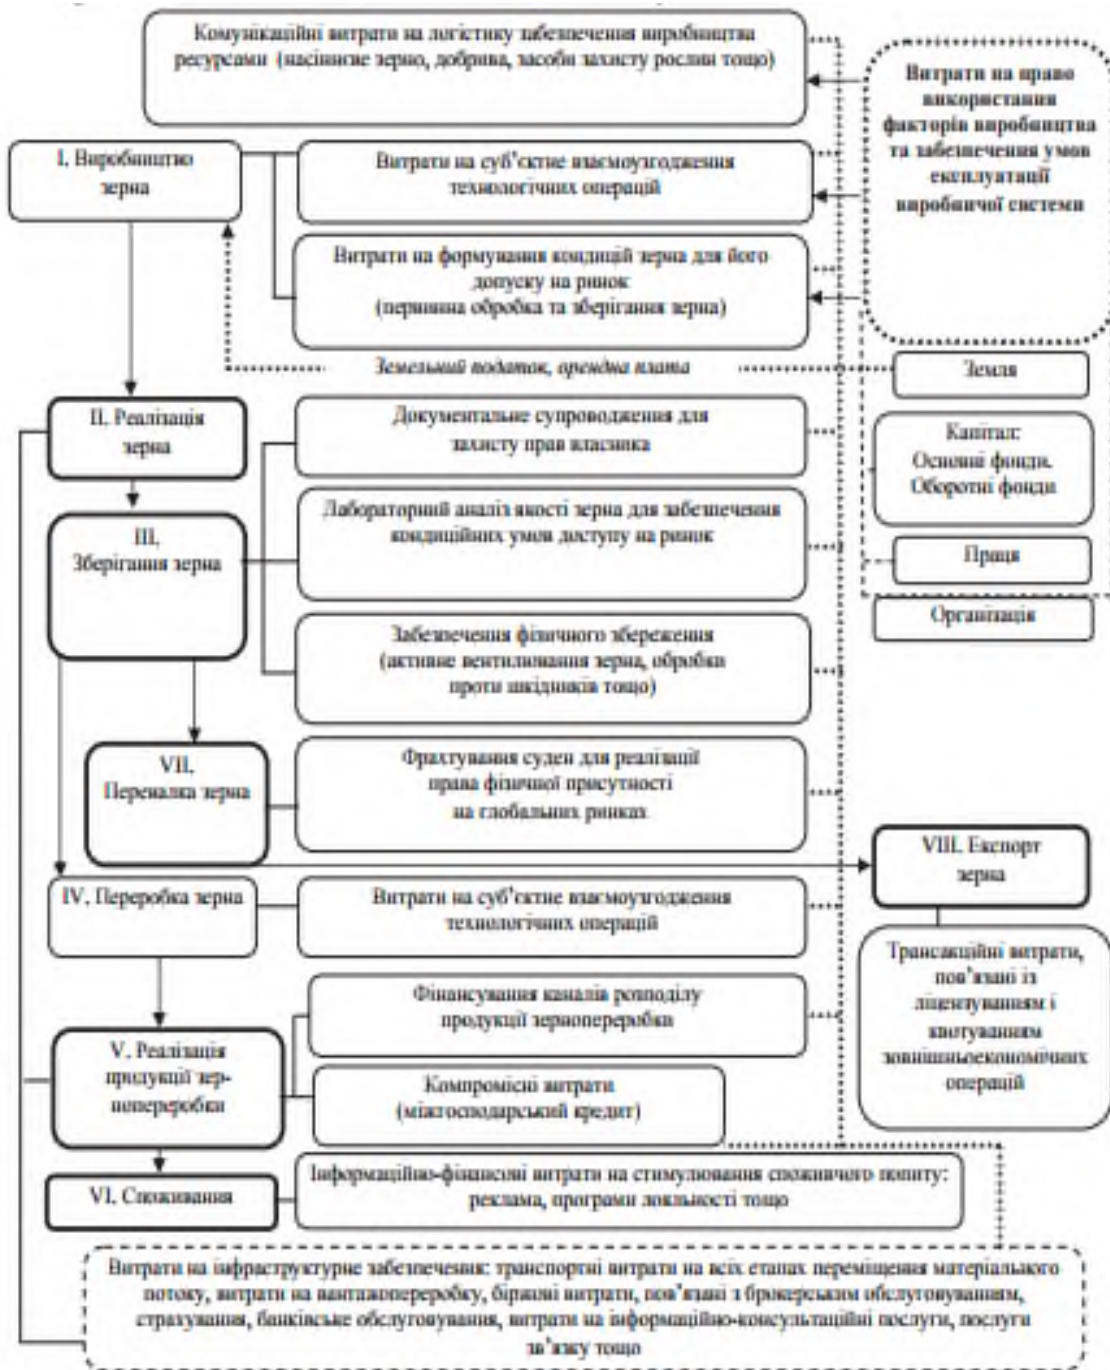 Комунікаційні витрати на логістику забезпечення виробництва
ресурсами (насіннєве зерно, добрива, засоби захисту рослин тощо)
Витрати на право
використання
факторів виробництва
та забезпечення умов
експлуатації
виробничої системи
І. Виробництво
зерна
Витрати на суб’єктне взаємоузгодження
технологічних операцій
Витрати на формування кондицій зерна для його
допуску на ринок
(первинна обробка та зберігання зерна)
Земельний податок, орендна плата
Земля
ІІ. Реалізація
зерна
Документальне супроводження для
захисту прав власника
Капітал:
Основні фонди.
Оборотні фонди
ІІІ.
Зберігання зерна
Лабораторний аналіз якості зерна для забезпечення
кондиційних умов доступу на ринок
Праця
Організація
Забезпечення фізичного збереження
(активне вентилювання зерна, обробки
проти шкідників тощо)
VII.
Перевалка зерна
Фрахтування суден для реалізації
права фізичної присутності
на глобальних ринках
VIII. Експорт
зерна
IV. Переробка зерна
Витрати на суб’єктне взаємоузгодження
технологічних операцій
Трансакційні витрати,
пов’язані із
ліцензуванням і
квотуванням
зовнішньоекономічних
операцій
Фінансування каналів розподілу
продукції зернопереробки
V. Реалізація
продукції зер-
нопереробки
Компромісні витрати
(міжгосподарський кредит)
VI. Споживання
Інформаційно-фінансові витрати на стимулювання споживчого попиту:
реклама, програми лояльності тощо
Витрати на інфраструктурне забезпечення: транспортні витрати на всіх етапах переміщення матеріального
потоку, витрати на вантажопереробку, біржові витрати, пов’язані з брокерським обслуговуванням,
страхування, банківське обслуговування, витрати на інформаційно-консультаційні послуги, послуги
зв’язку тощо